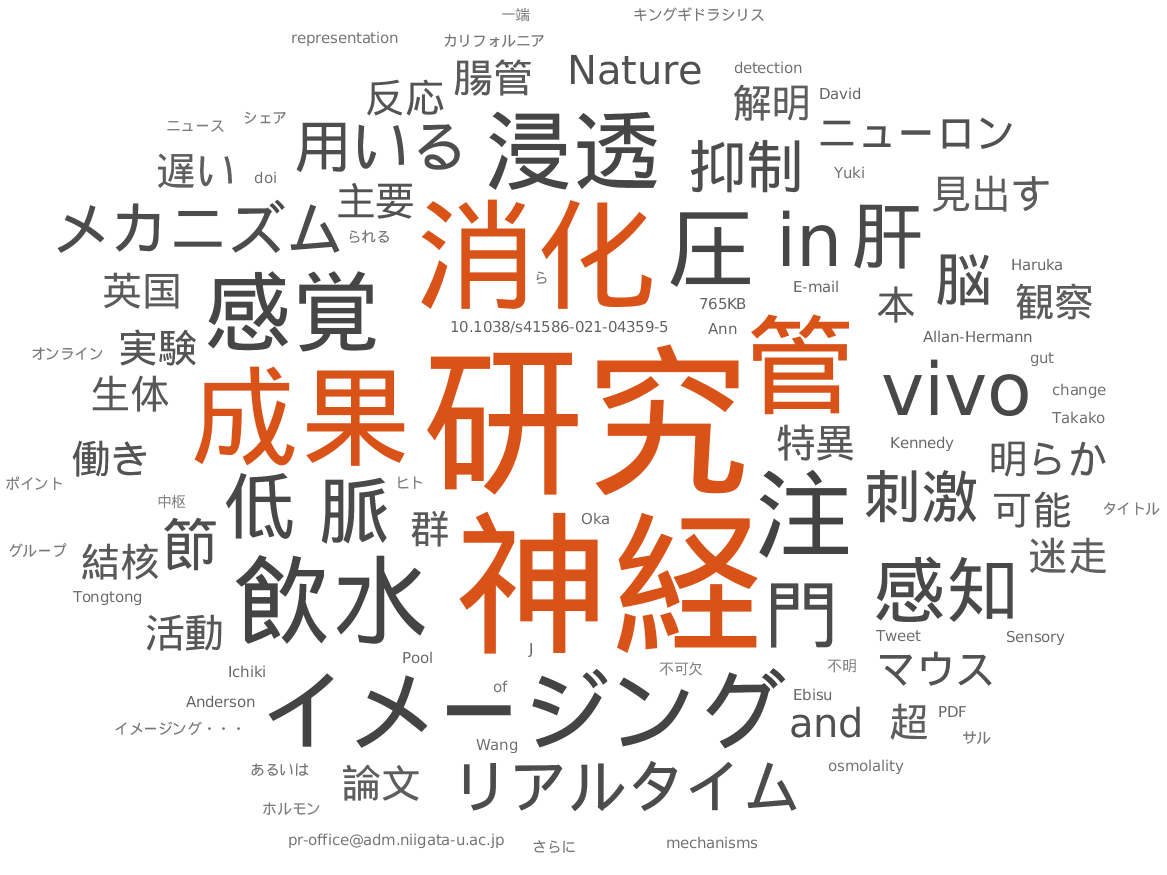 一端
キングギドラシリス
representation
カリフォルニア
腸管
Nature
detection
反応
解明
David
ニュース
シェア
用いる
浸透
抑制
ニューロン
遅い
doi
主要
Yuki
見出す
メカニズム
られる
消化
圧
in
肝
脳
Haruka
英国
感覚
ら
E-mail
本
観察
765KB
10.1038/s41586-021-04359-5
Ann
管
Allan-Hermann
オンライン
実験
gut
生体
成果
研究
vivo
change
Takako
働き
特異
Kennedy
明らか
ポイント
中枢
低
脈
ヒト
注
刺激
可能
タイトル
グループ
結核
節
群
Oka
神経
迷走
Tongtong
飲水
門
感知
活動
Tweet
Sensory
Ichiki
Pool
J
不可欠
不明
マウス
Anderson
of
イメージング
Ebisu
and
超
PDF
イメージング・・・
Wang
サル
あるいは
論文
リアルタイム
osmolality
ホルモン
pr-office@adm.niigata-u.ac.jp
さらに
mechanisms